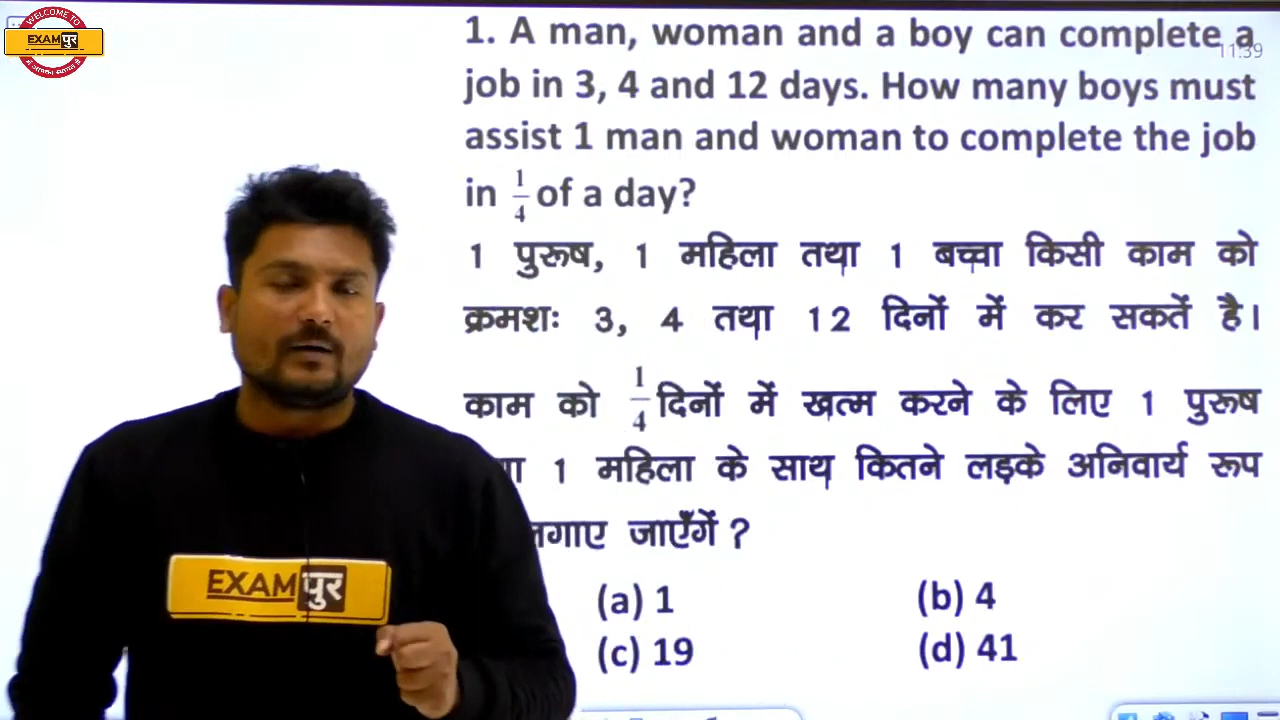 WELCOME TO
EXAMपुर
1. A man, woman and a boy can complete a
11:39
job in 3, 4 and 12 days. How many boys must
assist 1 man and woman to complete the job
in 1/4 of a day?
1 पुरूष, 1 महिला तथा 1 बच्चा किसी काम को
क्रमशः 3, 4 तथा 12 दिनों में कर सकतें है।
काम को 1/4 दिनों में खत्म करने के लिए 1 पुरूष
1 महिला के साथ कितने लड़के अनिवार्य रूप
लगाए जाएँगें ?
(a) 1
(b) 4
(c) 19
(d) 41
EXAMपुर